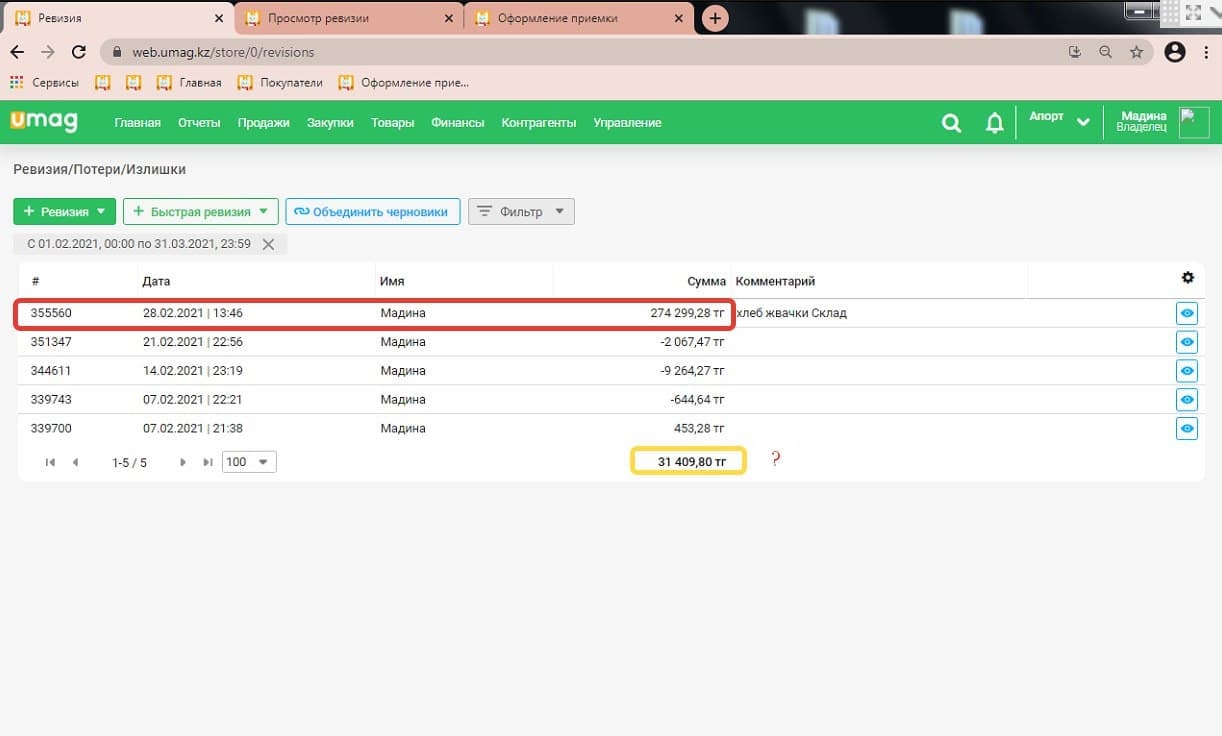 Ревизия
Просмотр ревизии
Оформление приемки
web.umag.kz/store/0/revisions
Сервисы Главная Покупатели Оформление прие...
umag Главная Отчеты Продажи Закупки Товары Финансы Контрагенты Управление Апорт Мадина
Владелец
Ревизия/Потери/Излишки
+ Ревизия + Быстрая ревизия Объединить черновики Фильтр
С 01.02.2021, 00:00 по 31.03.2021, 23:59
# Дата Имя Сумма Комментарий
355560 28.02.2021 | 13:46 Мадина 274 299,28 тг хлеб жвачки Склад
351347 21.02.2021 | 22:56 Мадина -2 067,47 тг
344611 14.02.2021 | 23:19 Мадина -9 264,27 тг
339743 07.02.2021 | 22:21 Мадина -644,64 тг
339700 07.02.2021 | 21:38 Мадина 453,28 тг
1-5 / 5 100 31 409,80 тг ?